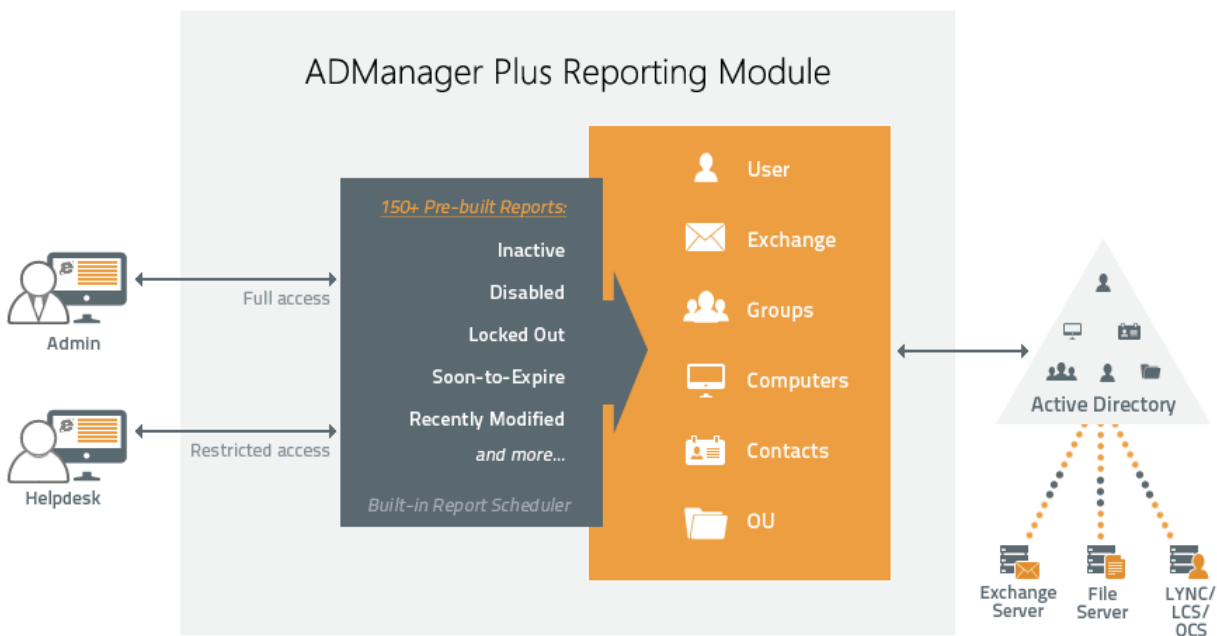 ADManager Plus Reporting Module
150+ Pre-built Reports:
Inactive
Disabled
Locked Out
Soon-to-Expire
Recently Modified
and more...
Built-in Report Scheduler
User
Exchange
Groups
Computers
Contacts
OU
Full access
Admin
Restricted access
Helpdesk
Active Directory
Exchange
Server
File
Server
LYNC/
LCS/
OCS